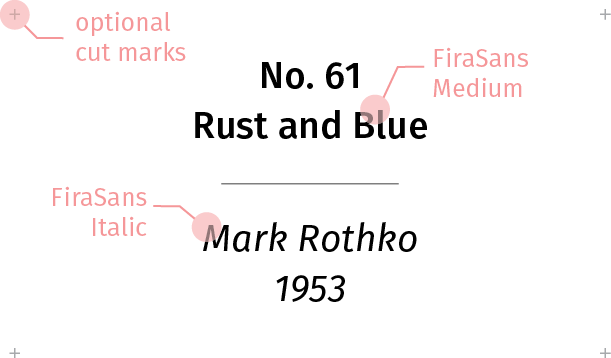 optional
cut marks
FiraSans
Medium
No. 61
Rust and Blue
FiraSans
Italic
Mark Rothko
1953